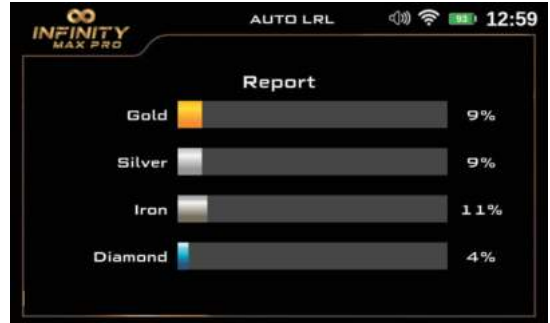 INFINITY
MAX PRO
AUTO LRL
93 12:59
Report
Gold 9%
Silver 9%
Iron 11%
Diamond 4%